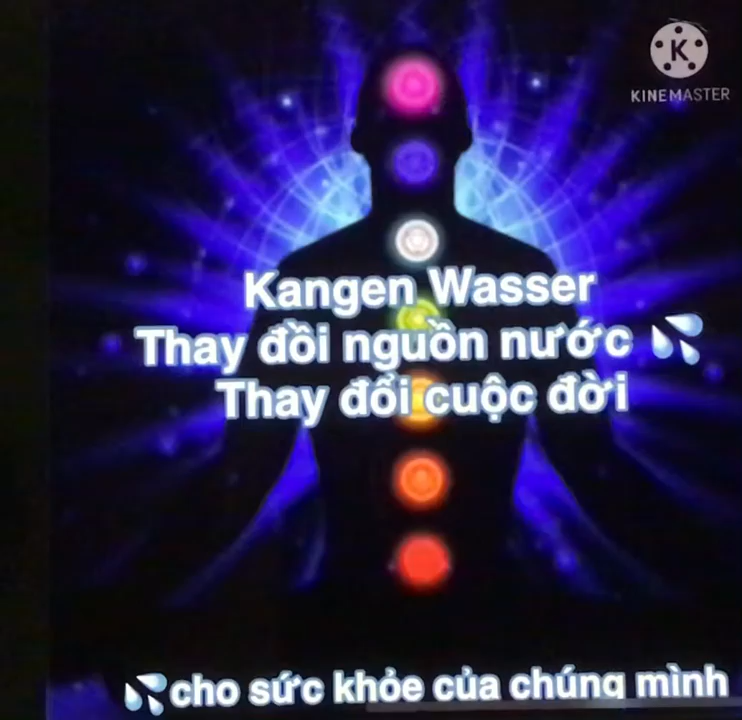 K
KINEMASTER
Kangen Wasser
Thay đồi nguồn nước 💦
Thay đổi cuộc đời
💦cho sức khỏe của chúng mình